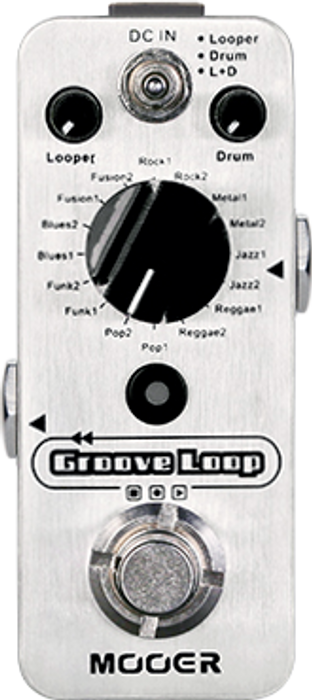 DC IN
• Looper
• Drum
• L+D
Looper
Drum
Rock1
Rock2
Metal1
Metal2
Jazz1
Jazz2
Reggae1
Reggae2
Pop1
Pop2
Funk1
Funk2
Blues1
Blues2
Fusion1
Fusion2
Groove Loop
MOOER